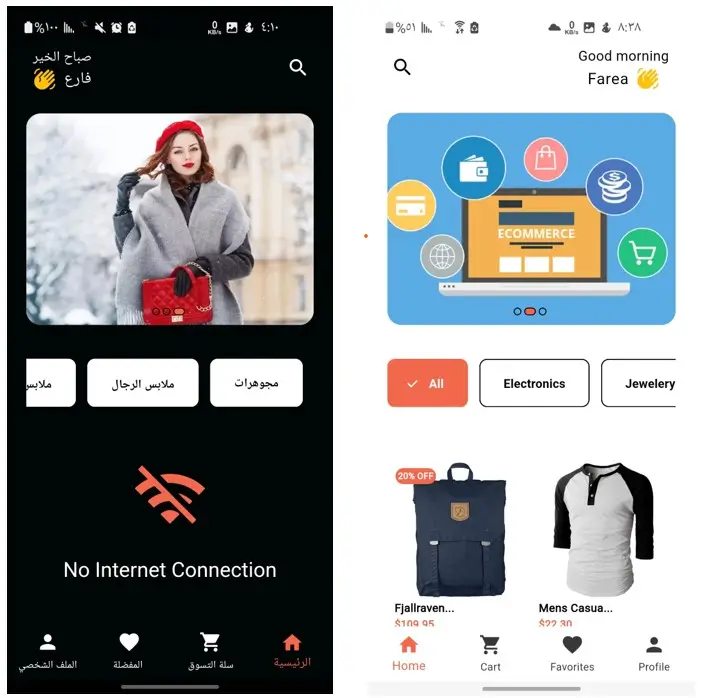 %١٠٠
0
KB/s
٤:١٠
صباح الخير
فارع
ملابس
ملابس الرجال
مجوهرات
No Internet Connection
الملف الشخصي
المفضلة
سلة التسوق
الرئيسية
%٥١
0
KB/s
٨:٣٨
Good morning
Farea
ECOMMERCE
All
Electronics
Jewelery
20% OFF
Fjallraven...
$109.95
Mens Casua...
$22.30
Home
Cart
Favorites
Profile